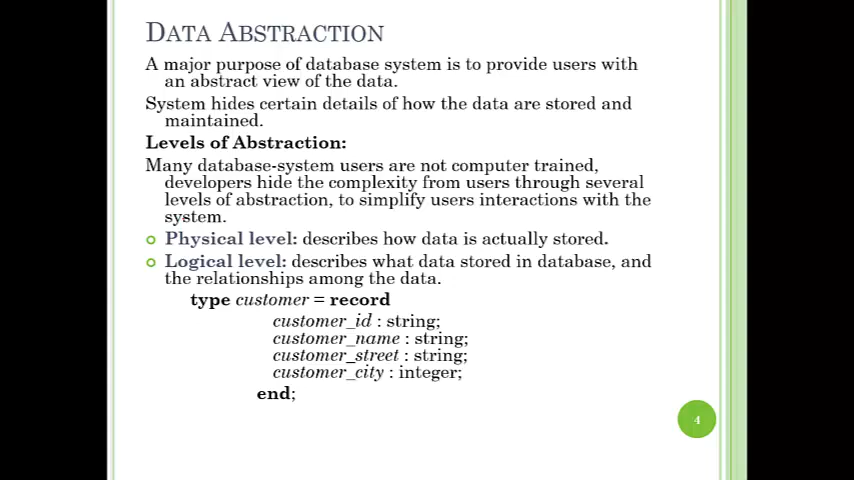 DATA ABSTRACTION
A major purpose of database system is to provide users with
an abstract view of the data.
System hides certain details of how the data are stored and
maintained.
Levels of Abstraction:
Many database-system users are not computer trained,
developers hide the complexity from users through several
levels of abstraction, to simplify users interactions with the
system.
Physical level: describes how data is actually stored.
Logical level: describes what data stored in database, and
the relationships among the data.
type customer = record
customer_id : string;
customer_name : string;
customer_street : string;
customer_city : integer;
end;
4